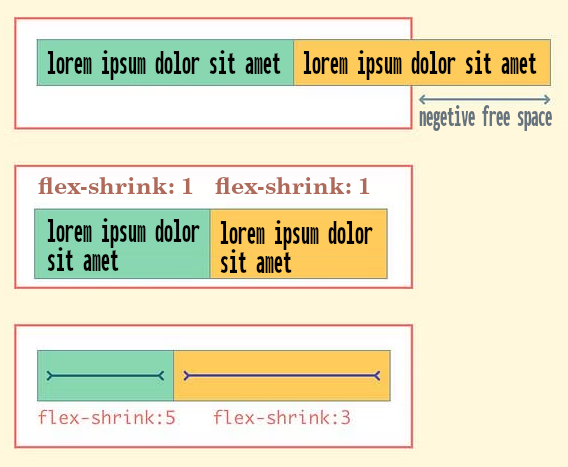 lorem ipsum dolor sit amet lorem ipsum dolor sit amet
negetive free space
flex-shrink: 1 flex-shrink: 1
lorem ipsum dolor
sit amet
lorem ipsum dolor
sit amet
flex-shrink:5 flex-shrink:3